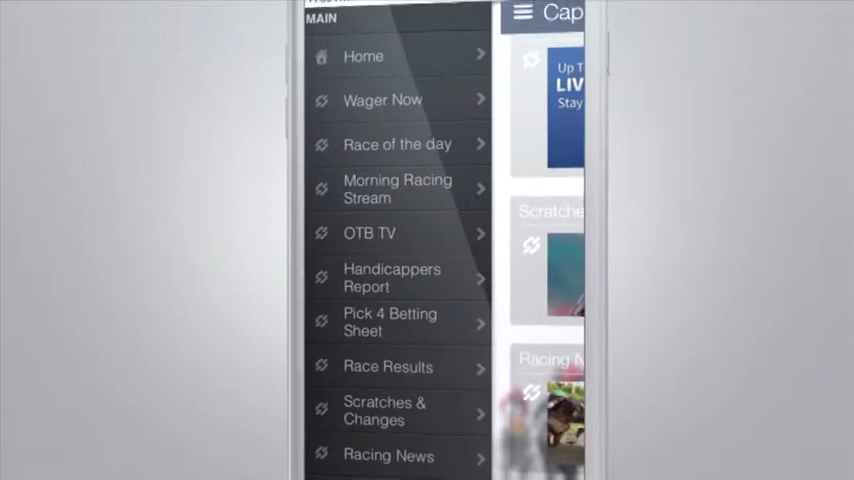 MAIN
Home
Wager Now
Race of the day
Morning Racing
Stream
OTB TV
Handicappers
Report
Pick 4 Betting
Sheet
Race Results
Scratches &
Changes
Racing News
Cap
Up T
LIV
Stay
Scratche
Racing N